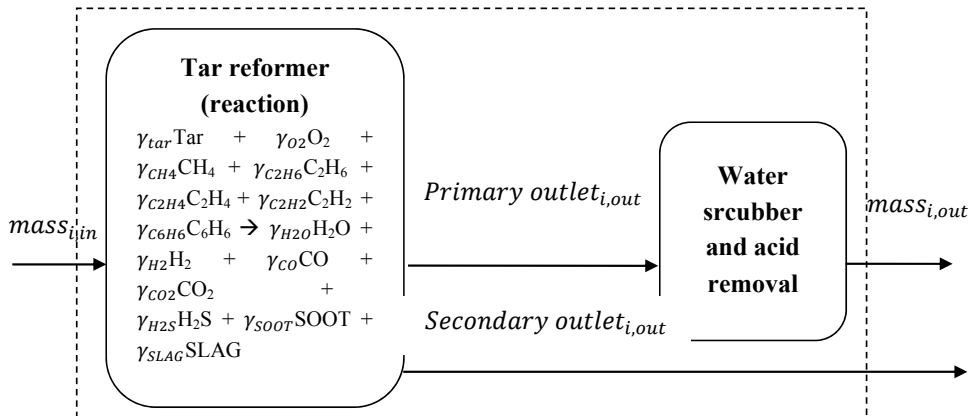 Tar reformer
(reaction)
γtarTar + γO2O2 +
γCH4CH4 + γC2H6C2H6 +
γC2H4C2H4 + γC2H2C2H2 +
γC6H6C6H6 → γH2OH2O +
γH2H2 + γCOCO +
γCO2CO2 +
γH2SH2S + γSOOTSOOT +
γSLAGSLAG
massi,in
Primary outleti,out
Secondary outleti,out
Water
srcubber
and acid
removal
massi,out